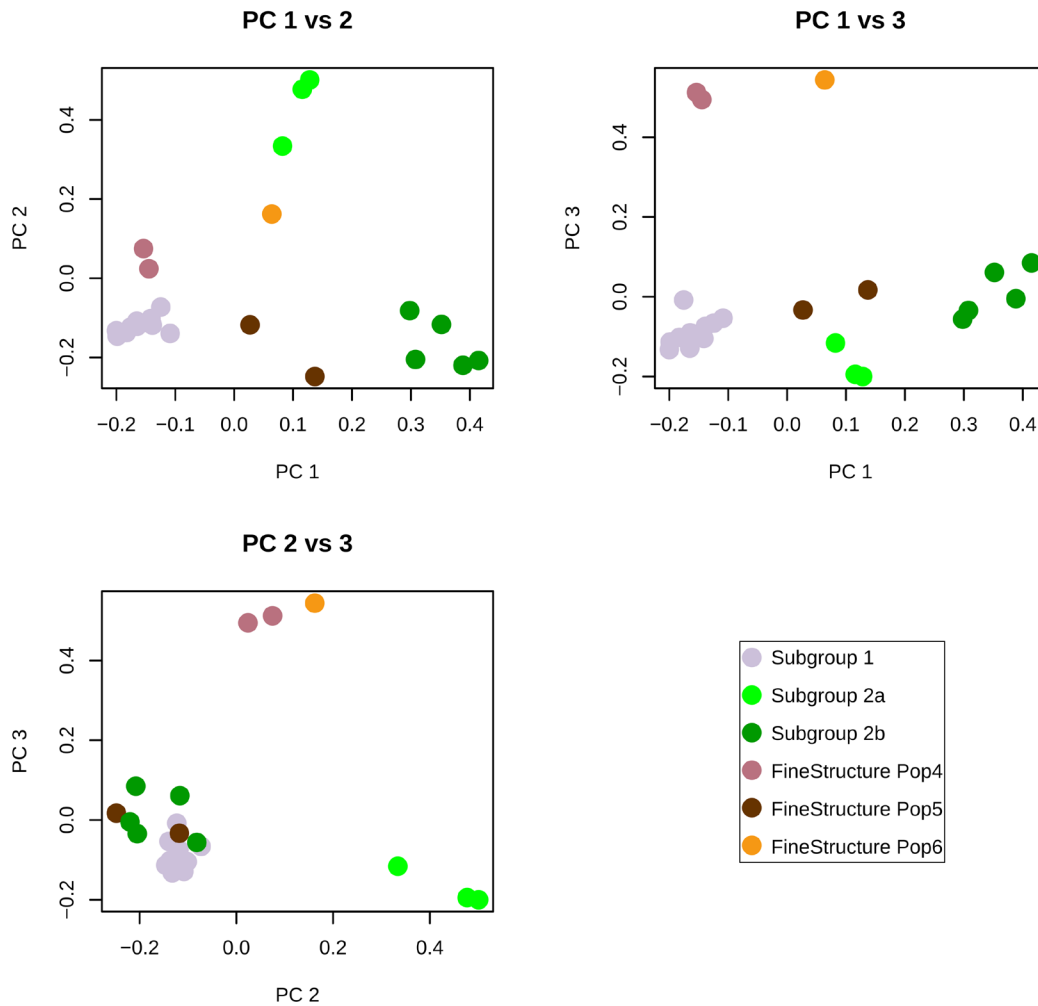 PC 1 vs 2
PC 2
0.4
0.2
0.0
−0.2
−0.2 −0.1 0.0 0.1 0.2 0.3 0.4
PC 1
PC 1 vs 3
PC 3
0.4
0.2
0.0
−0.2
−0.2 −0.1 0.0 0.1 0.2 0.3 0.4
PC 1
PC 2 vs 3
PC 3
0.4
0.2
0.0
−0.2
−0.2 0.0 0.2 0.4
PC 2
Subgroup 1
Subgroup 2a
Subgroup 2b
FineStructure Pop4
FineStructure Pop5
FineStructure Pop6